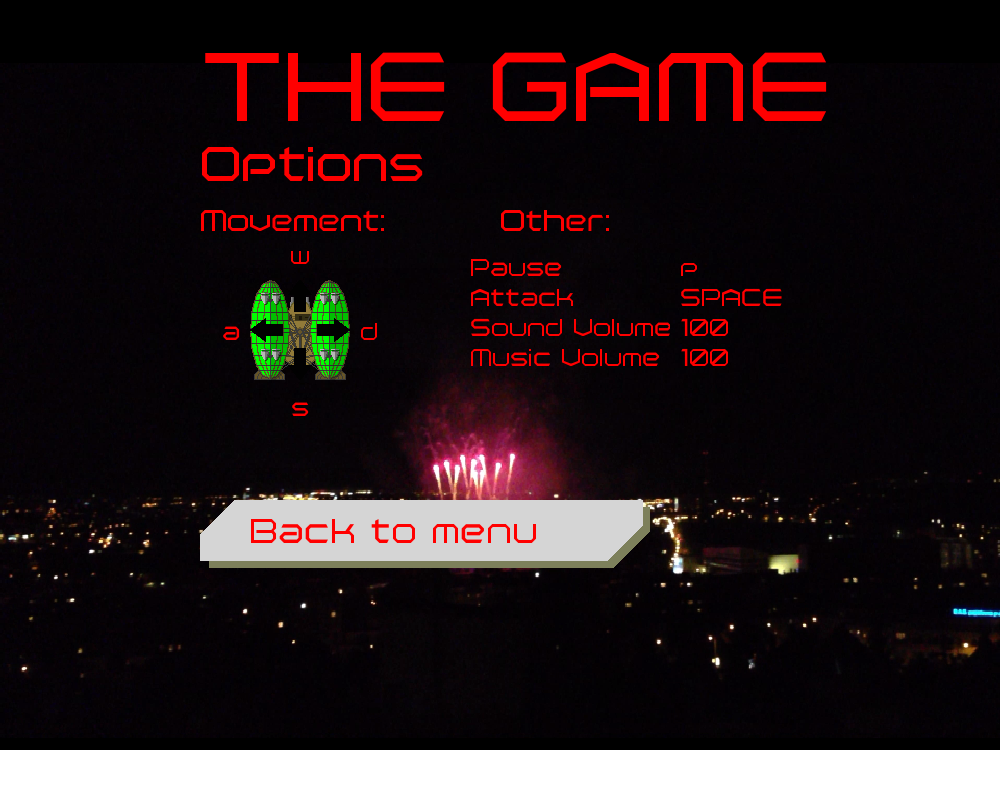 THE GAME
Options
Movement:
Other:
w
a
d
s
Pause P
Attack SPACE
Sound Volume 100
Music Volume 100
Back to menu